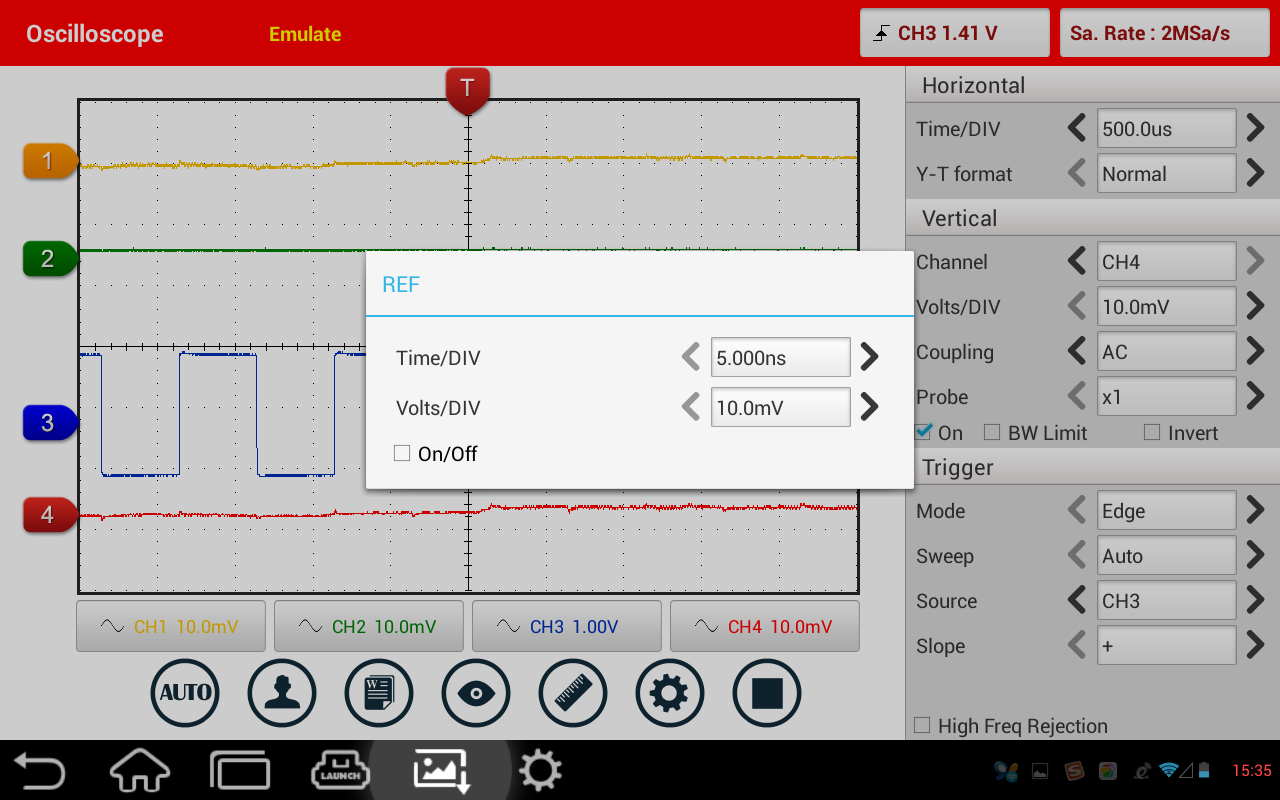 Oscilloscope
Emulate
CH3 1.41 V
Sa. Rate : 2MSa/s
T
1
2
3
4
Horizontal
Time/DIV 500.0us
Y-T format Normal
Vertical
Channel CH4
Volts/DIV 10.0mV
Coupling AC
Probe x1
On BW Limit Invert
Trigger
Mode Edge
Sweep Auto
Source CH3
Slope +
High Freq Rejection
REF
Time/DIV 5.000ns
Volts/DIV 10.0mV
On/Off
CH1 10.0mV
CH2 10.0mV
CH3 1.00V
CH4 10.0mV
AUTO
W
LAUNCH
S
e
15:35